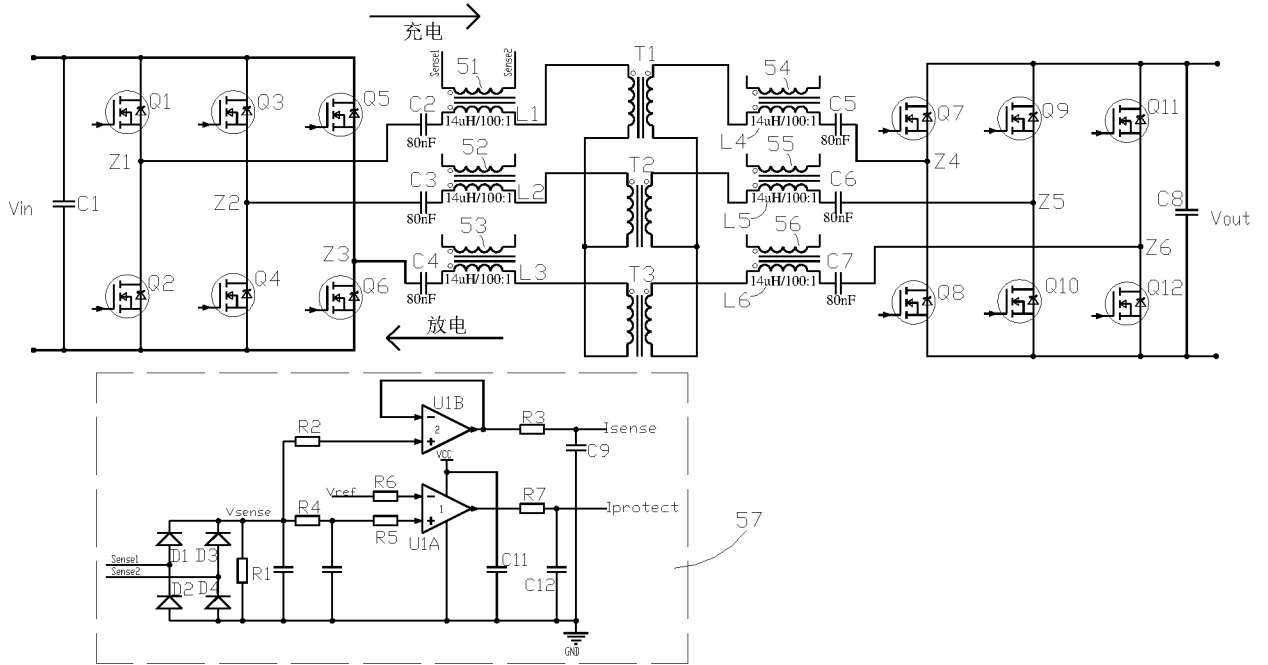 充电
Sense1
Sense2
51
T1
54
Q1
Q3
Q5
C2
L1
14uH/100:1
80nF
C5
14uH/100:1
L4
80nF
Q7
Q9
Q11
Z1
52
T2
55
Z4
Vin
C1
Z2
C3
L2
14uH/100:1
80nF
C6
14uH/100:1
L5
80nF
Z5
C8
Vout
53
56
Z3
T3
Z6
Q2
Q4
Q6
C4
L3
14uH/100:1
80nF
C7
14uH/100:1
L6
80nF
Q8
Q10
Q12
放电
U1B
R2
2
R3
Isense
C9
VCC
Vref
R6
Vsense
R4
1
R7
Iprotect
R5
U1A
57
Sense1
Sense2
D1
D3
D2
D4
R1
C11
C12
GND